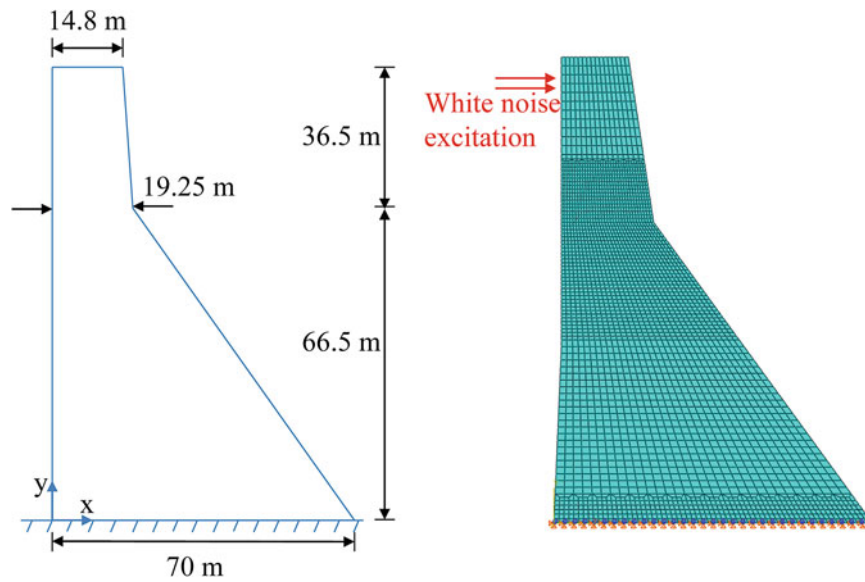 14.8 m
White noise
excitation
36.5 m
19.25 m
66.5 m
y
x
70 m